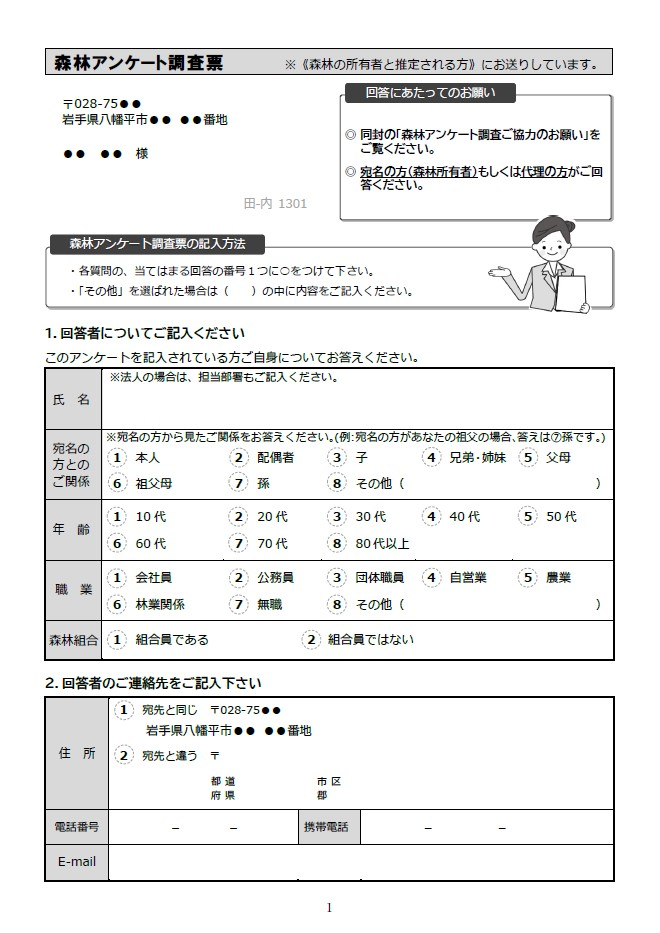 森林アンケート調査票 ※《森林の所有者と推定される方》にお送りしています。
〒028-75●●
岩手県八幡平市●● ●●番地
●● ●● 様
田-内 1301
回答にあたってのお願い
◎ 同封の「森林アンケート調査ご協力のお願い」を
ご覧ください。
◎ 宛名の方(森林所有者)もしくは代理の方がご回
答ください。
森林アンケート調査票の記入方法
・各質問の、当てはまる回答の番号１つに○をつけて下さい。
・「その他」を選ばれた場合は（　　）の中に内容をご記入ください。
1. 回答者についてご記入ください
このアンケートを記入されている方ご自身についてお答えください。
氏 名 ※法人の場合は、担当部署もご記入ください。
宛名の方とのご関係 ※宛名の方から見たご関係をお答えください。(例:宛名の方があなたの祖父の場合、答えは⑦孫です。)
1 本人 2 配偶者 3 子 4 兄弟・姉妹 5 父母
6 祖父母 7 孫 8 その他（　　　　）
年 齢 1 10代 2 20代 3 30代 4 40代 5 50代
6 60代 7 70代 8 80代以上
職 業 1 会社員 2 公務員 3 団体職員 4 自営業 5 農業
6 林業関係 7 無職 8 その他（　　　　）
森林組合 1 組合員である 2 組合員ではない
2. 回答者のご連絡先をご記入下さい
住 所 1 宛先と同じ 〒028-75●●
岩手県八幡平市●● ●●番地
2 宛先と違う 〒
都 道 市 区
府 県 郡
電話番号 － － 携帯電話 － －
E-mail
1